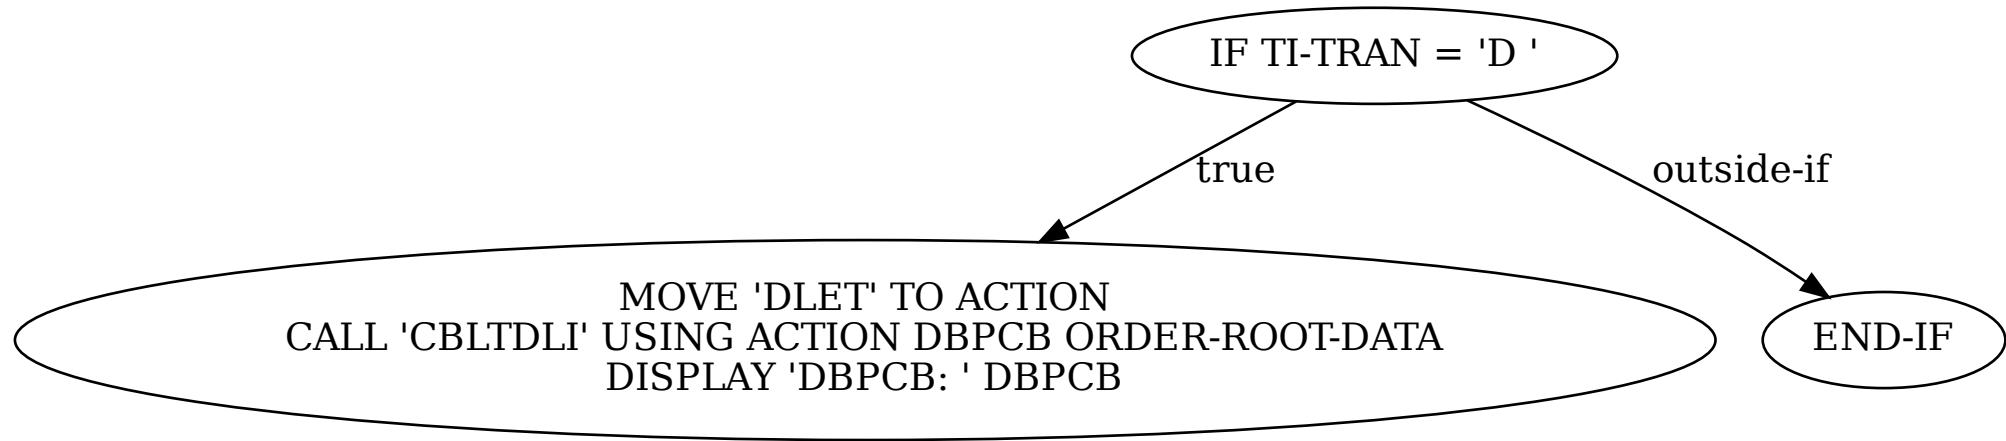 IF TI-TRAN = 'D '
true
outside-if
MOVE 'DLET' TO ACTION
CALL 'CBLTDLI' USING ACTION DBPCB ORDER-ROOT-DATA
DISPLAY 'DBPCB: ' DBPCB
END-IF